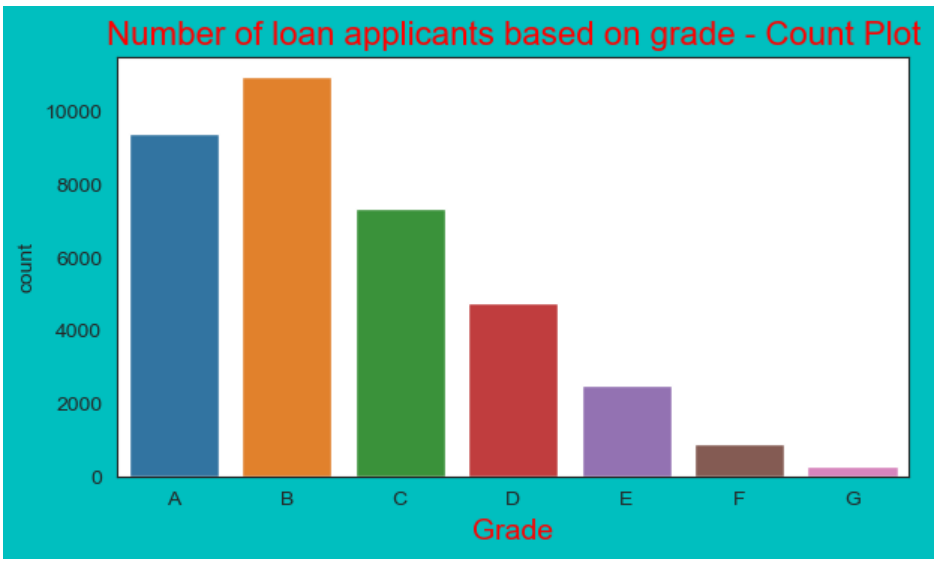 Number of loan applicants based on grade - Count Plot
10000
8000
6000
4000
2000
0
count
A B C D E F G
Grade